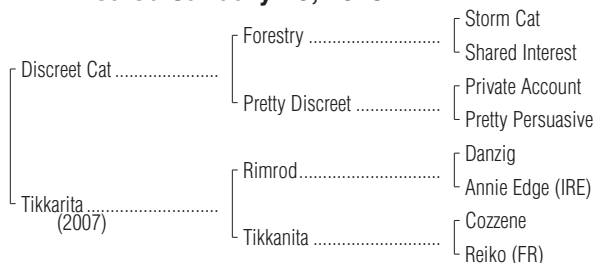 Storm Cat
Forestry
Shared Interest
Discreet Cat
Private Account
Pretty Discreet
Pretty Persuasive
Danzig
Rimrod
Annie Edge (IRE)
Tikkarita
(2007)
Cozzene
Tikkanita
Reiko (FR)